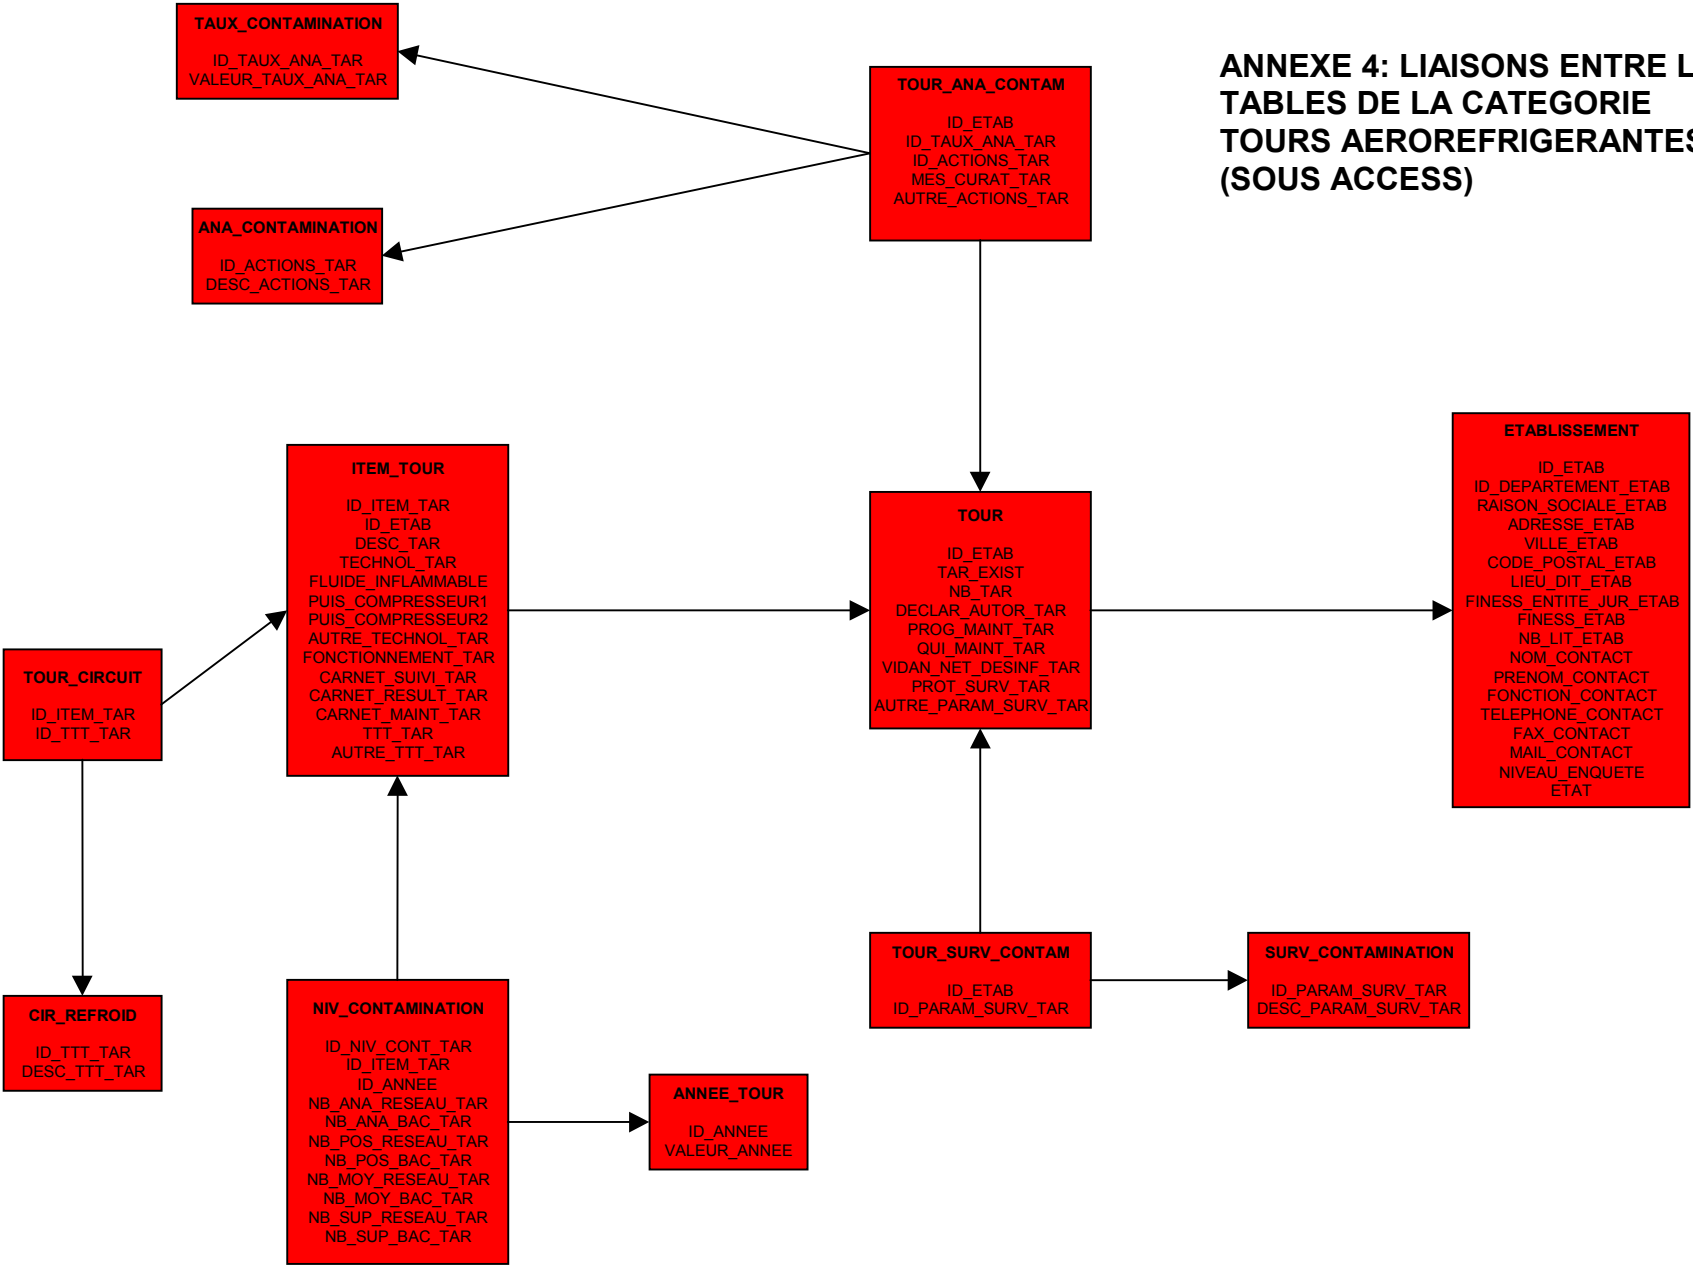 TAUX_CONTAMINATION
ID_TAUX_ANA_TAR
VALEUR_TAUX_ANA_TAR
ANNEXE 4: LIAISONS ENTRE L
TABLES DE LA CATEGORIE
TOURS AEROREFRIGERANTES
(SOUS ACCESS)
TOUR_ANA_CONTAM
ID_ETAB
ID_TAUX_ANA_TAR
ID_ACTIONS_TAR
MES_CURAT_TAR
AUTRE_ACTIONS_TAR
ANA_CONTAMINATION
ID_ACTIONS_TAR
DESC_ACTIONS_TAR
ITEM_TOUR
ID_ITEM_TAR
ID_ETAB
DESC_TAR
TECHNOL_TAR
FLUIDE_INFLAMMABLE
PUIS_COMPRESSEUR1
PUIS_COMPRESSEUR2
AUTRE_TECHNOL_TAR
FONCTIONNEMENT_TAR
CARNET_SUIVI_TAR
CARNET_RESULT_TAR
CARNET_MAINT_TAR
TTT_TAR
AUTRE_TTT_TAR
TOUR
ID_ETAB
TAR_EXIST
NB_TAR
DECLAR_AUTOR_TAR
PROG_MAINT_TAR
QUI_MAINT_TAR
VIDAN_NET_DESINF_TAR
PROT_SURV_TAR
AUTRE_PARAM_SURV_TAR
ETABLISSEMENT
ID_ETAB
ID_DEPARTEMENT_ETAB
RAISON_SOCIALE_ETAB
ADRESSE_ETAB
VILLE_ETAB
CODE_POSTAL_ETAB
LIEU_DIT_ETAB
FINESS_ENTITE_JUR_ETAB
FINESS_ETAB
NB_LIT_ETAB
NOM_CONTACT
PRENOM_CONTACT
FONCTION_CONTACT
TELEPHONE_CONTACT
FAX_CONTACT
MAIL_CONTACT
NIVEAU_ENQUETE
ETAT
TOUR_CIRCUIT
ID_ITEM_TAR
ID_TTT_TAR
CIR_REFROID
ID_TTT_TAR
DESC_TTT_TAR
NIV_CONTAMINATION
ID_NIV_CONT_TAR
ID_ITEM_TAR
ID_ANNEE
NB_ANA_RESEAU_TAR
NB_ANA_BAC_TAR
NB_POS_RESEAU_TAR
NB_POS_BAC_TAR
NB_MOY_RESEAU_TAR
NB_MOY_BAC_TAR
NB_SUP_RESEAU_TAR
NB_SUP_BAC_TAR
ANNEE_TOUR
ID_ANNEE
VALEUR_ANNEE
TOUR_SURV_CONTAM
ID_ETAB
ID_PARAM_SURV_TAR
SURV_CONTAMINATION
ID_PARAM_SURV_TAR
DESC_PARAM_SURV_TAR